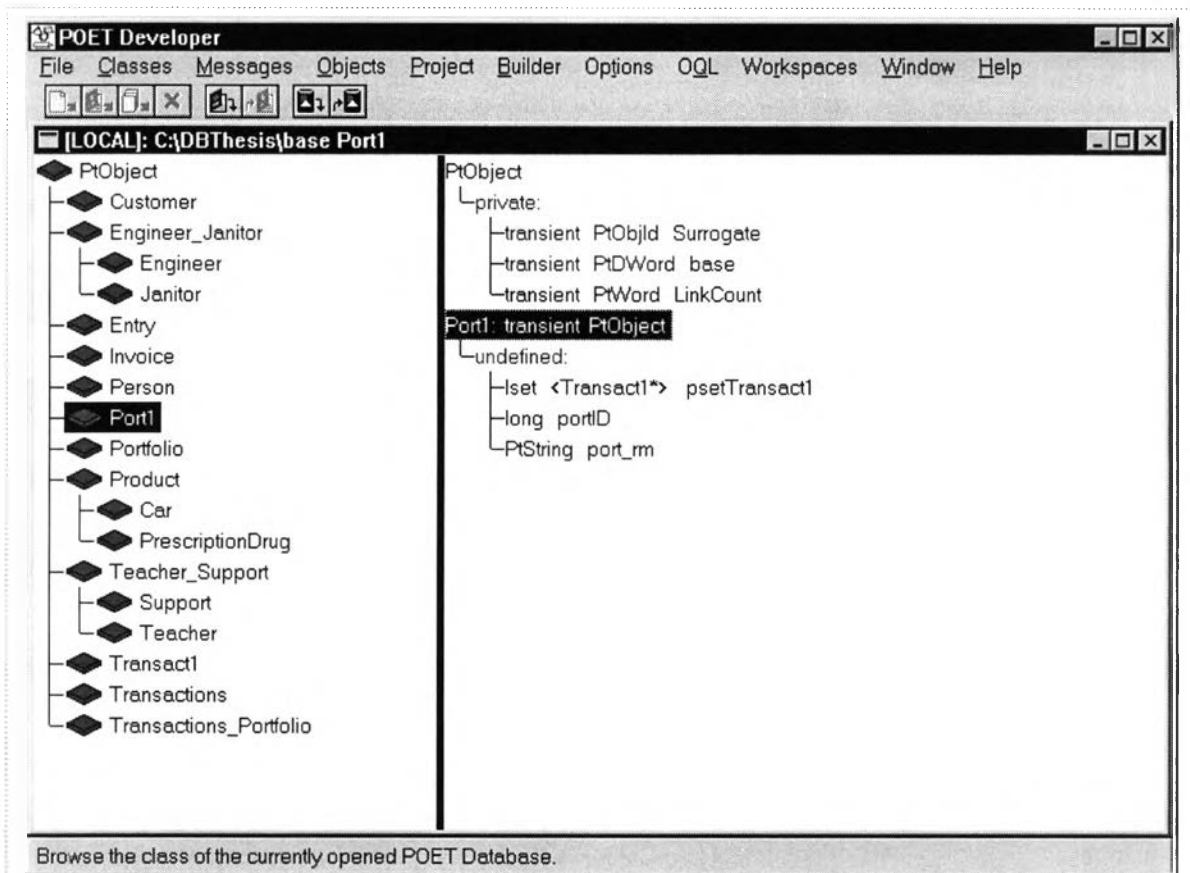 POET Developer
File Classes Messages Objects Project Builder Options OQL Workspaces Window Help
[LOCAL]: C:\DBThesis\base Port1
PtObject
Customer
Engineer_Janitor
Engineer
Janitor
Entry
Invoice
Person
Port1
Portfolio
Product
Car
PrescriptionDrug
Teacher_Support
Support
Teacher
Transact1
Transactions
Transactions_Portfolio
PtObject
private:
transient PtObjId Surrogate
transient PtDWord base
transient PtWord LinkCount
Port1: transient PtObject
undefined:
lset <Transact1*> psetTransact1
long portID
PtString port_rm
Browse the class of the currently opened POET Database.